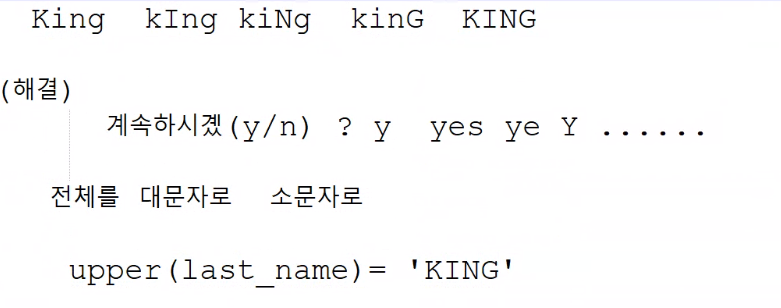 King kIng kiNg kinG KING
(해결)
계속하시곘(y/n) ? y yes ye Y ......
전체를 대문자로 소문자로
upper(last_name)= 'KING'